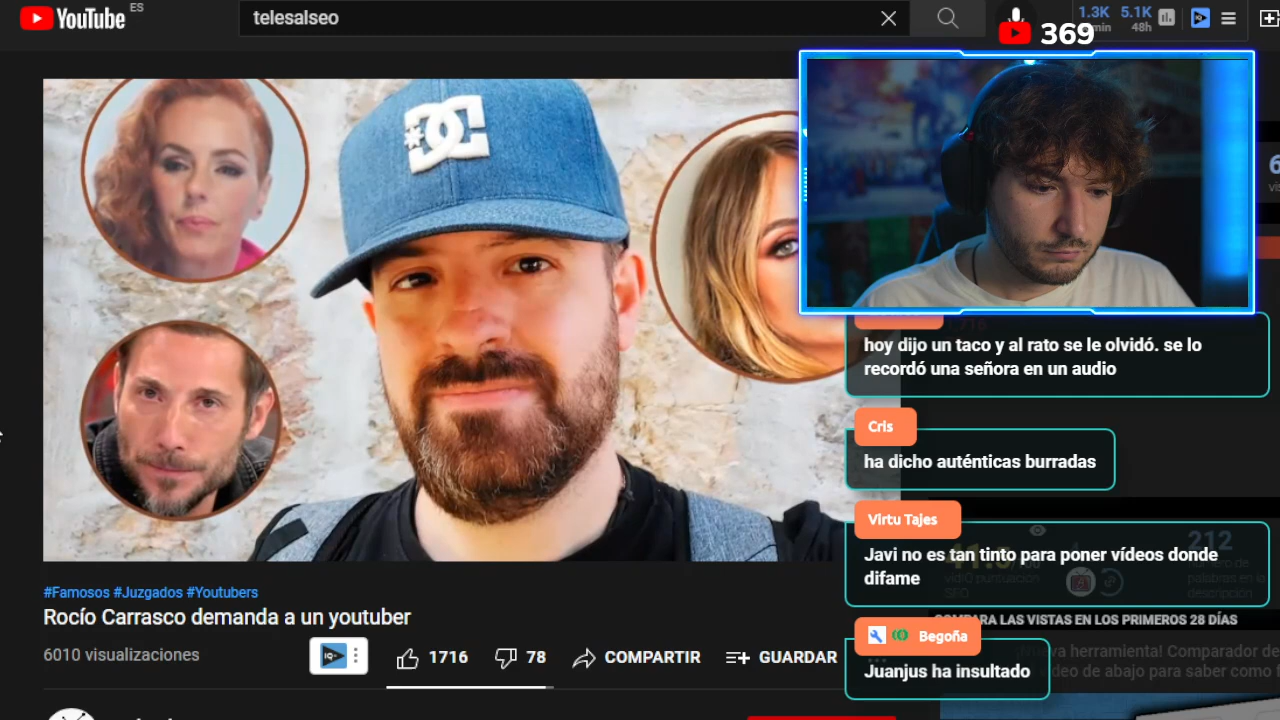 YouTube ES
telesalseo
1.3K 5.1K
min 48h
369
DC
hoy dijo un taco y al rato se le olvidó. se lo
recordó una señora en un audio
Cris
ha dicho auténticas burradas
Virtu Tajes
Javi no es tan tinto para poner vídeos donde
difame
212
COMPARA LAS VISTAS EN LOS PRIMEROS 28 DÍAS
Begoña
Juanjus ha insultado
#Famosos #Juzgados #Youtubers
Rocío Carrasco demanda a un youtuber
6010 visualizaciones
1716
78
COMPARTIR
GUARDAR